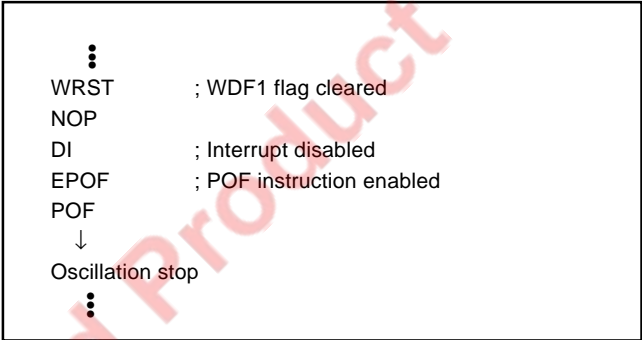 WRST ; WDF1 flag cleared
NOP
DI ; Interrupt disabled
EPOF ; POF instruction enabled
POF
↓
Oscillation stop
d Product